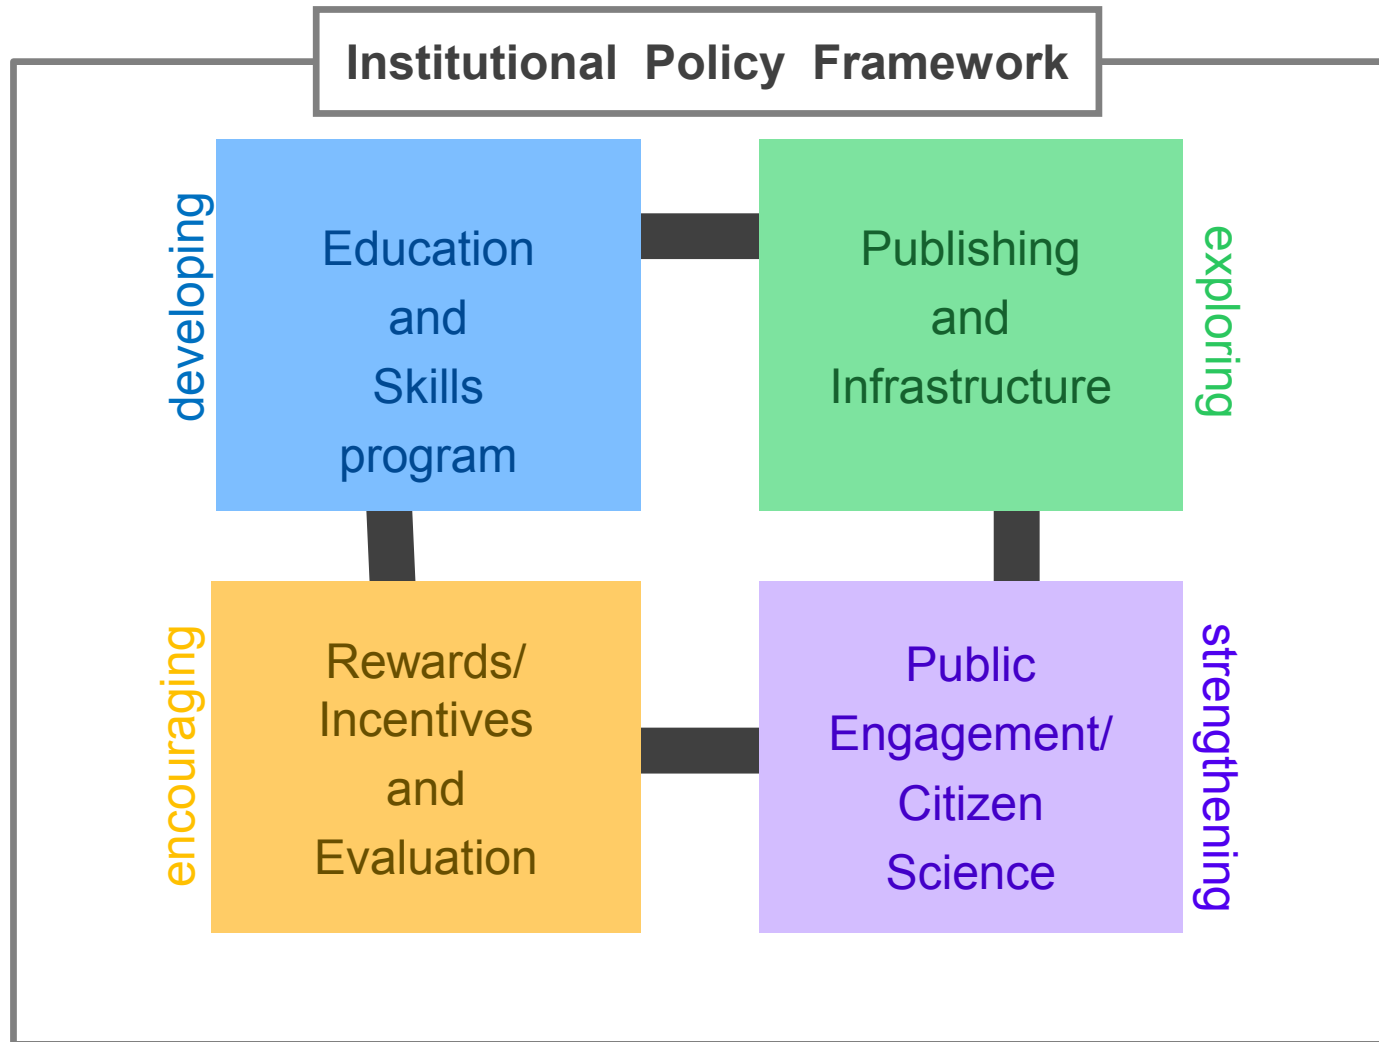 Institutional Policy Framework
developing
Education
and
Skills
program
Publishing
and
Infrastructure
exploring
encouraging
Rewards/
Incentives
and
Evaluation
Public
Engagement/
Citizen
Science
strengthening